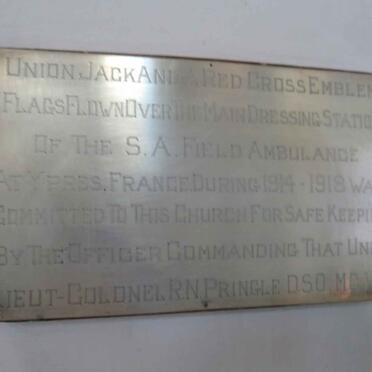 UNION JACK AND A RED CROSS EMBLEM
FLAGS FLOWN OVER THE MAIN DRESSING STATIO
OF THE S.A. FIELD AMBULANCE
AT YPRES, FRANCE DURING 1914-1918 WA
COMMITTED TO THIS CHURCH FOR SAFE KEEPI
BY THE OFFICER COMMANDING THAT UNI
LIEUT-COLONEL R.N. PRINGLE D.S.O. M.C.